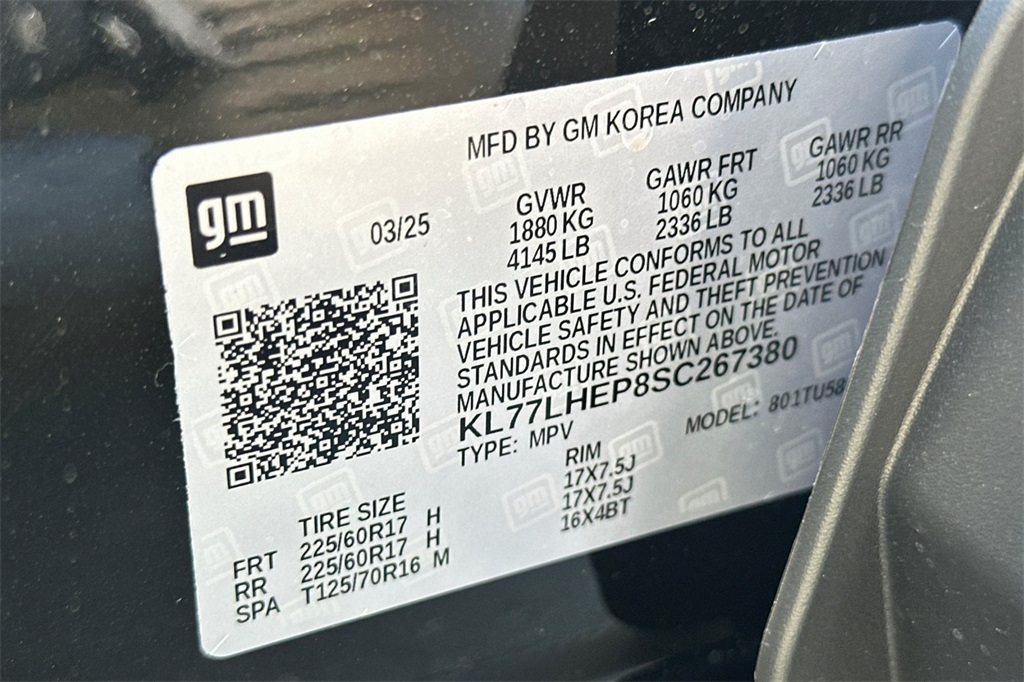 MFD BY GM KOREA COMPANY
gm
03/25
GVWR
1880 KG
4145 LB
GAWR FRT
1060 KG
2336 LB
GAWR RR
1060 KG
2336 LB
THIS VEHICLE CONFORMS TO ALL
APPLICABLE U.S. FEDERAL MOTOR
VEHICLE SAFETY AND THEFT PREVENTION
STANDARDS IN EFFECT ON THE DATE OF
MANUFACTURE SHOWN ABOVE.
KL77LHEP8SC267380
TYPE: MPV
MODEL: 801TU58
TIRE SIZE
RIM
FRT 225/60R17 H 17X7.5J
RR 225/60R17 H 17X7.5J
SPA T125/70R16 M 16X4BT